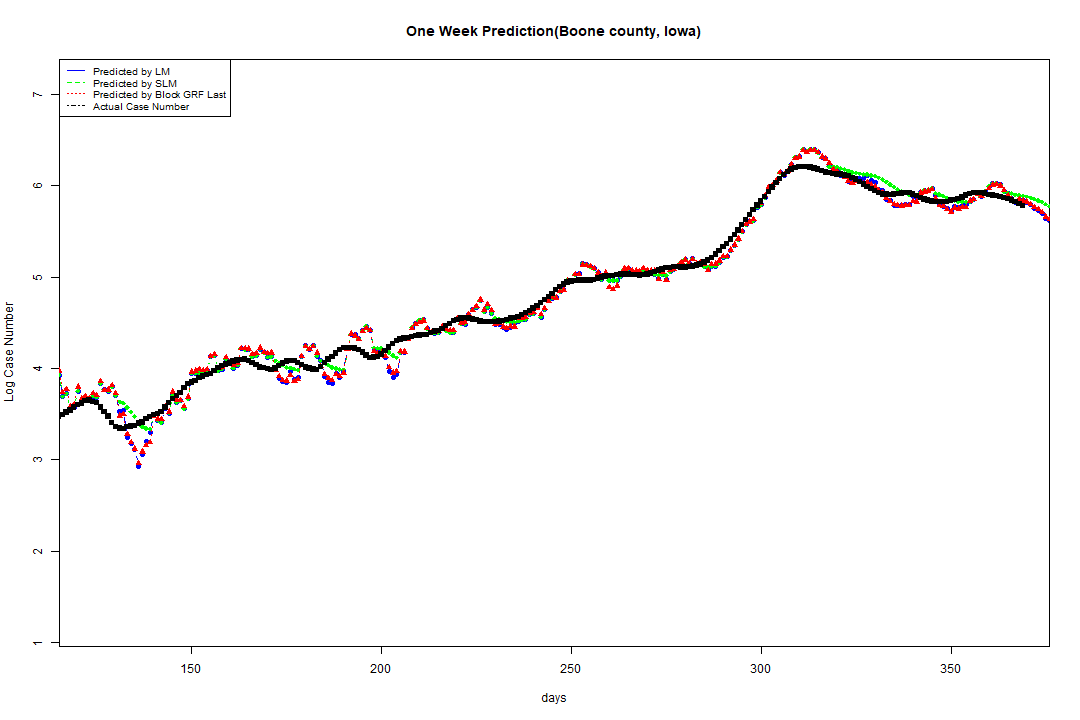 One Week Prediction(Boone county, Iowa)
Predicted by LM
Predicted by SLM
Predicted by Block GRF Last
Actual Case Number
7
6
5
4
3
2
1
Log Case Number
150 200 250 300 350
days